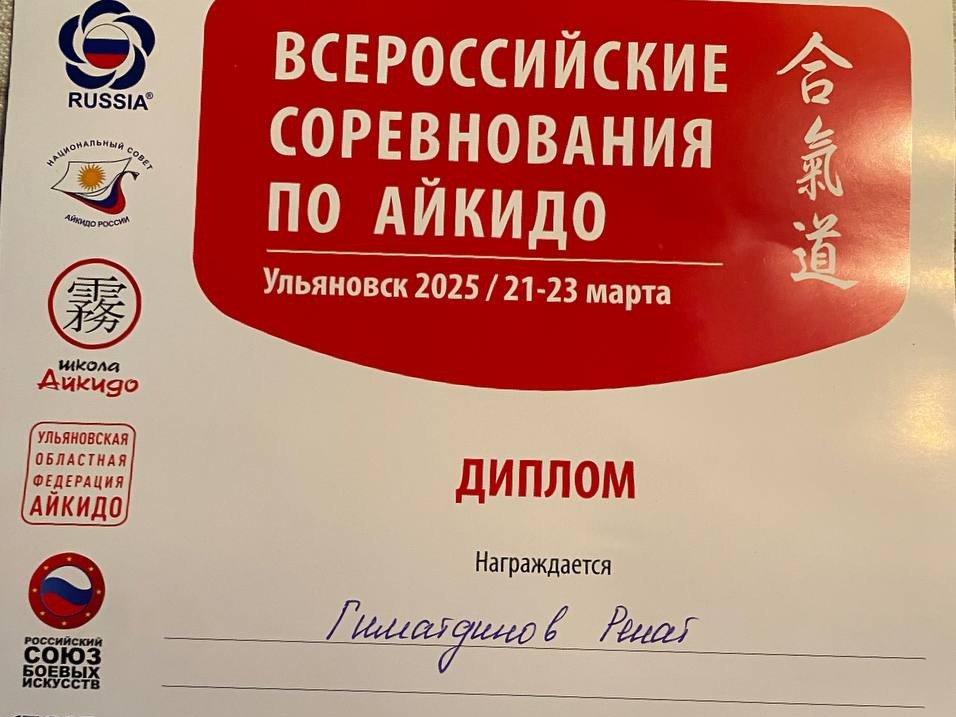 RUSSIA®
НАЦИОНАЛЬНЫЙ СОВЕТ
АЙКИДО РОССИИ
霧
школа
Айкидо
УЛЬЯНОВСКАЯ
ОБЛАСТНАЯ
ФЕДЕРАЦИЯ
АЙКИДО
РОССИЙСКИЙ
СОЮЗ
БОЕВЫХ
ИСКУССТВ
ВСЕРОССИЙСКИЕ
СОРЕВНОВАНИЯ
ПО АЙКИДО
Ульяновск 2025 / 21-23 марта
合氣道
ДИПЛОМ
Награждается
Гиматдинов Ренат